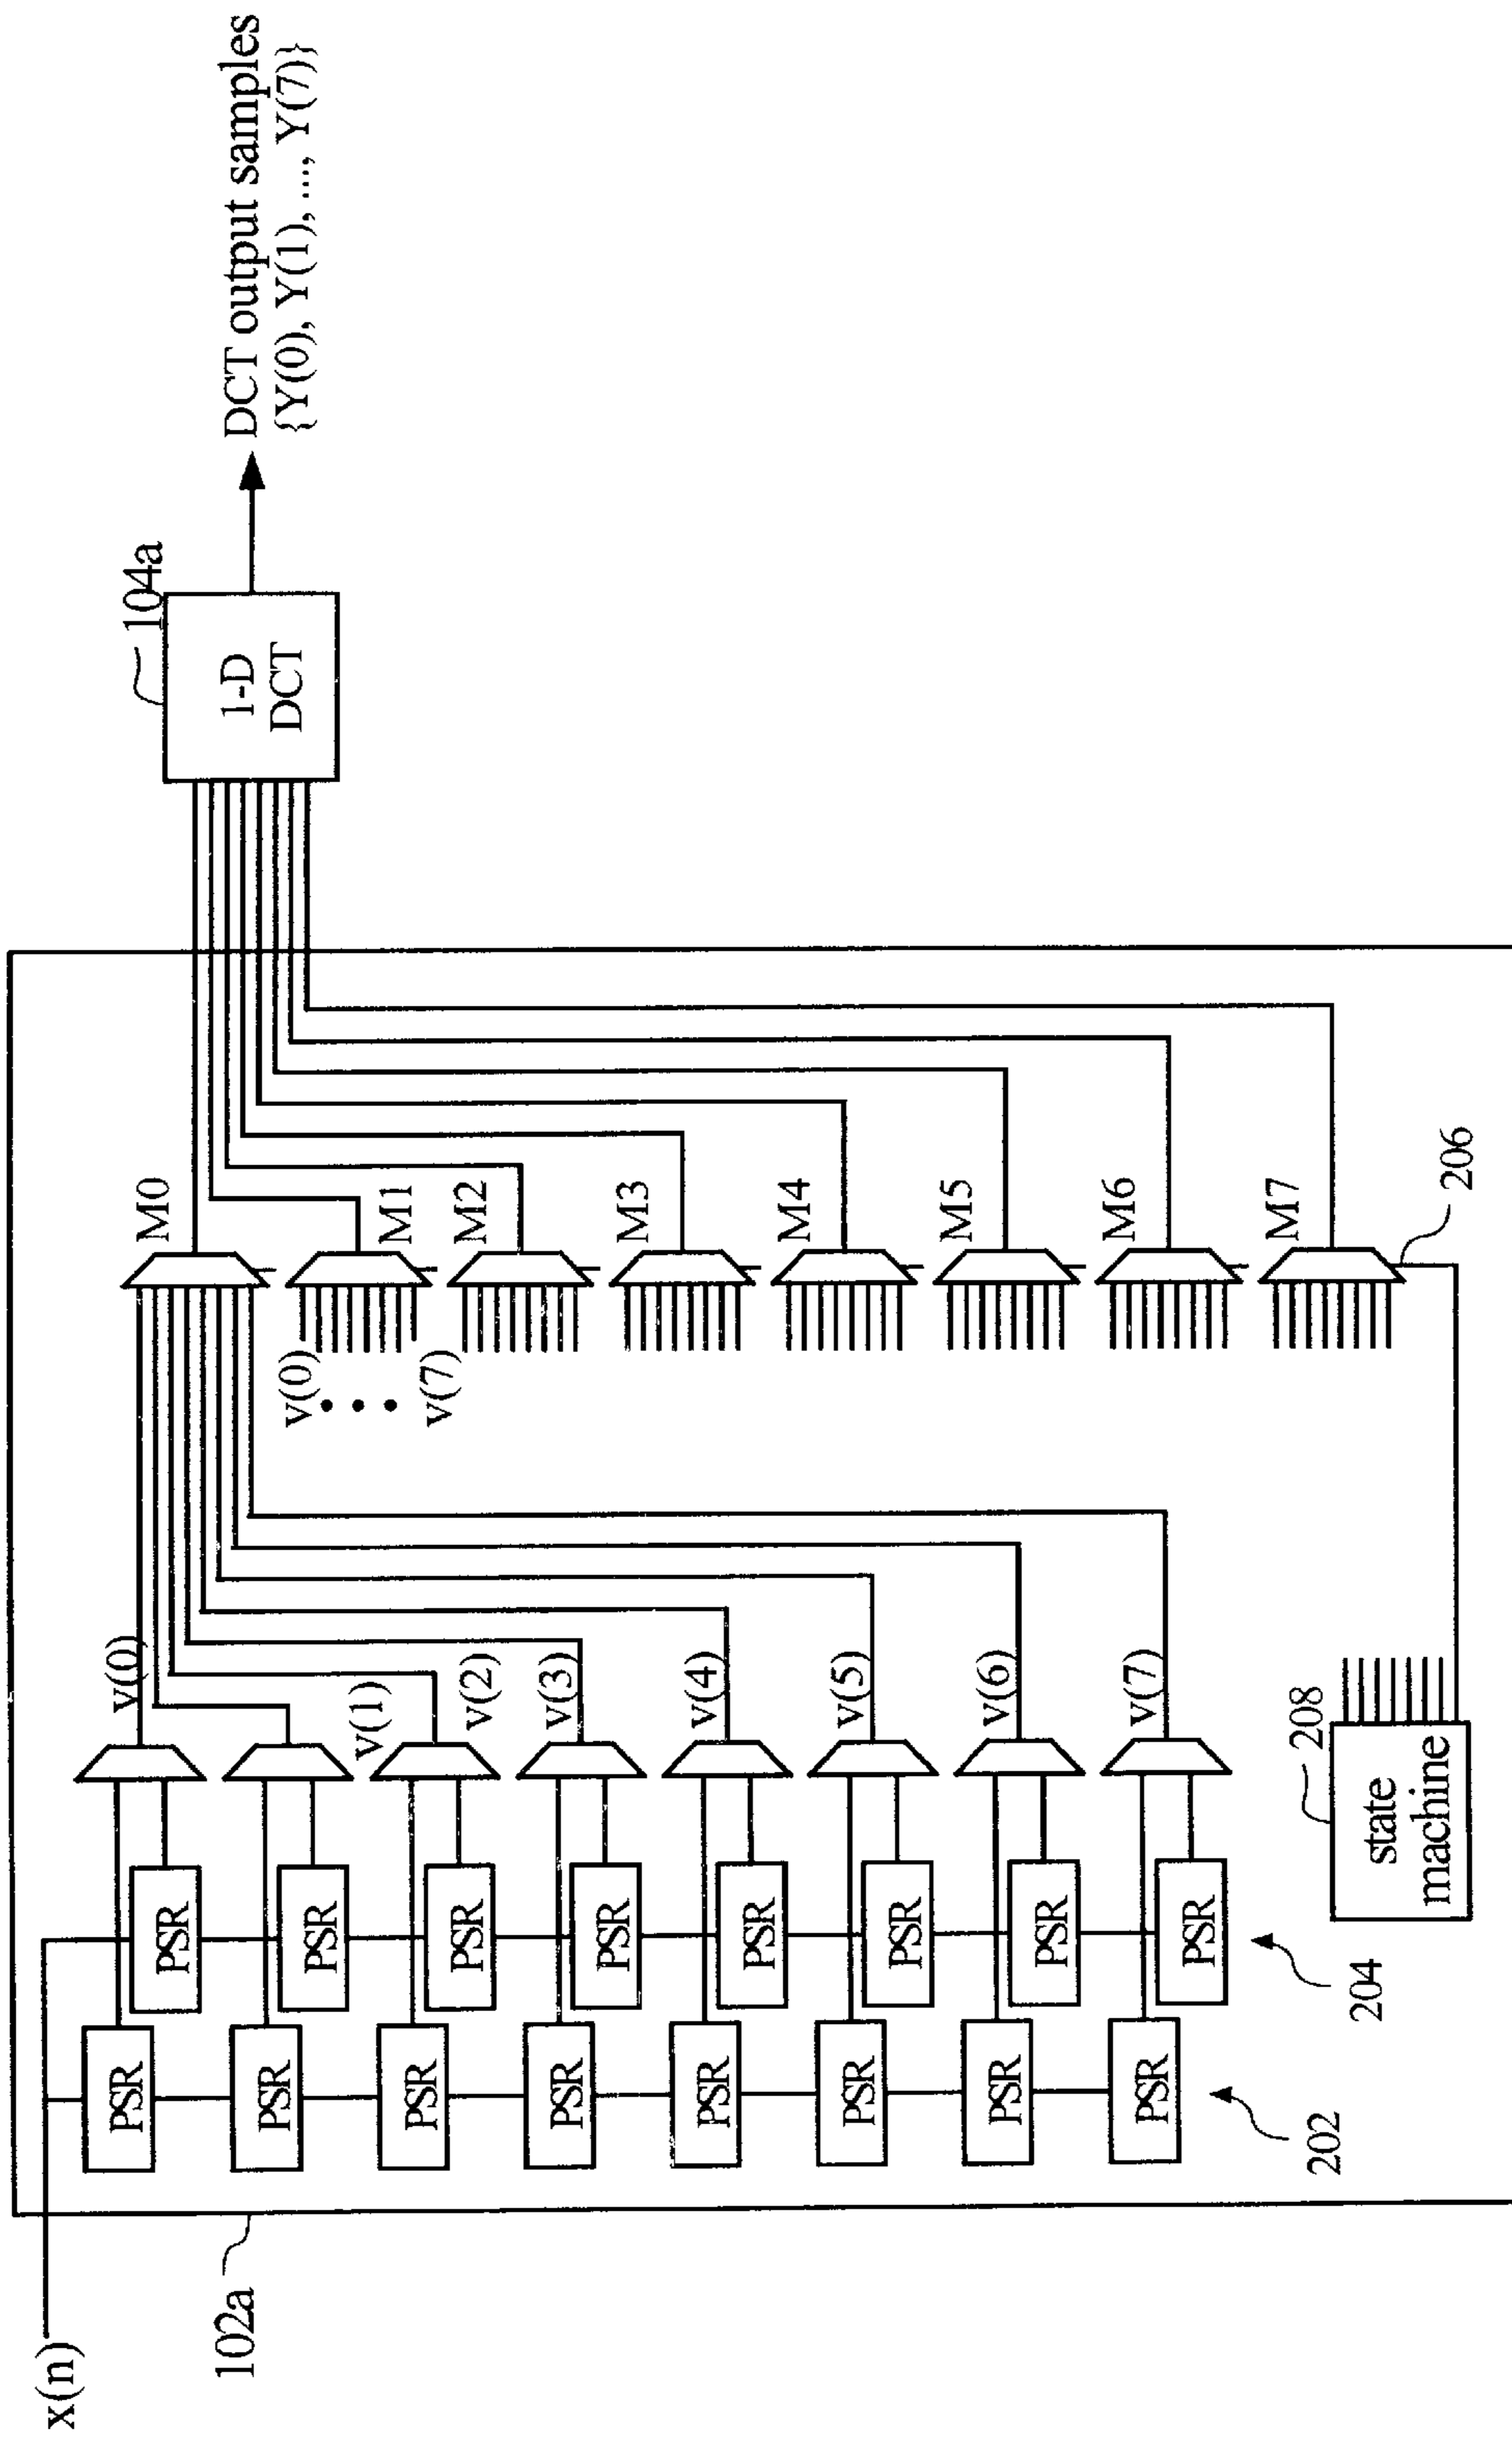 x(n)
102a
PSR
PSR
PSR
PSR
PSR
PSR
PSR
PSR
202
PSR
PSR
PSR
PSR
PSR
PSR
PSR
PSR
204
v(0)
v(1)
v(2)
v(3)
v(4)
v(5)
v(6)
v(7)
208
state
machine
v(0)
v(7)
M0
M1
M2
M3
M4
M5
M6
M7
206
104a
1-D
DCT
DCT output samples
{Y(0), Y(1), ..., Y(7)}